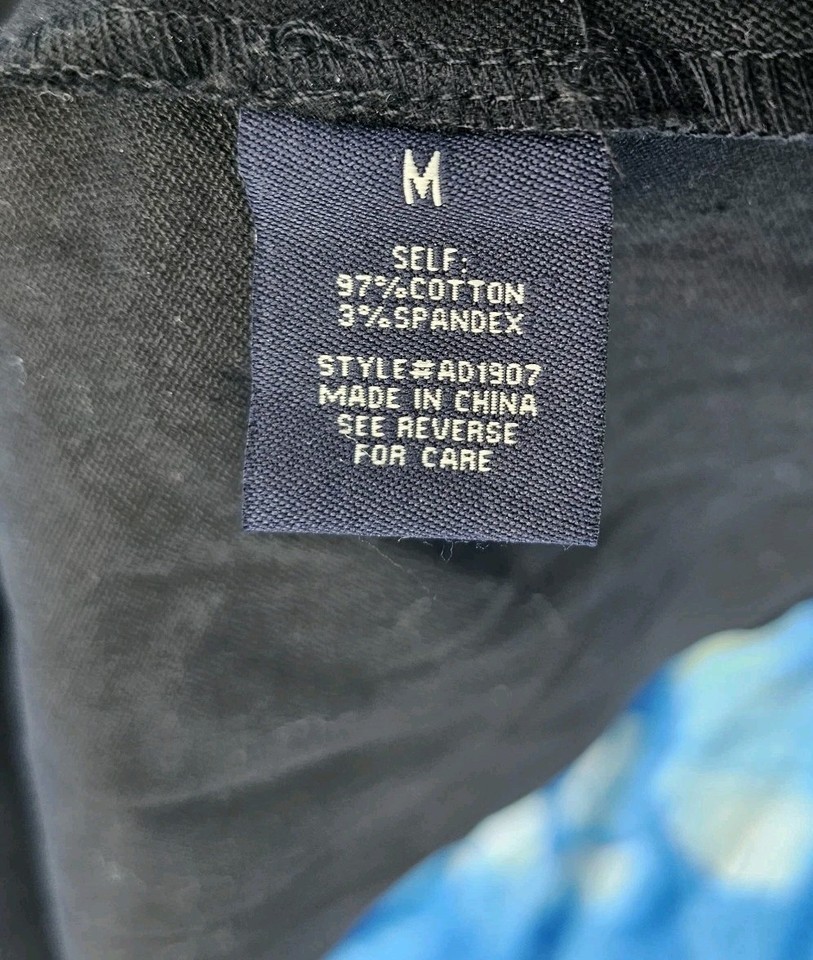 M
SELF:
97%COTTON
3%SPANDEX
STYLE#AD1907
MADE IN CHINA
SEE REVERSE
FOR CARE